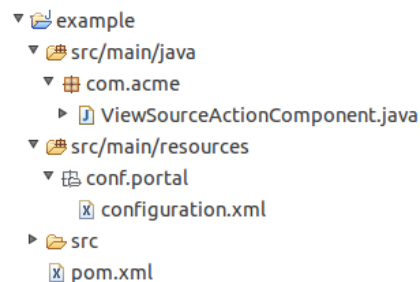 example
src/main/java
com.acme
ViewSourceActionComponent.java
src/main/resources
conf.portal
configuration.xml
src
pom.xml